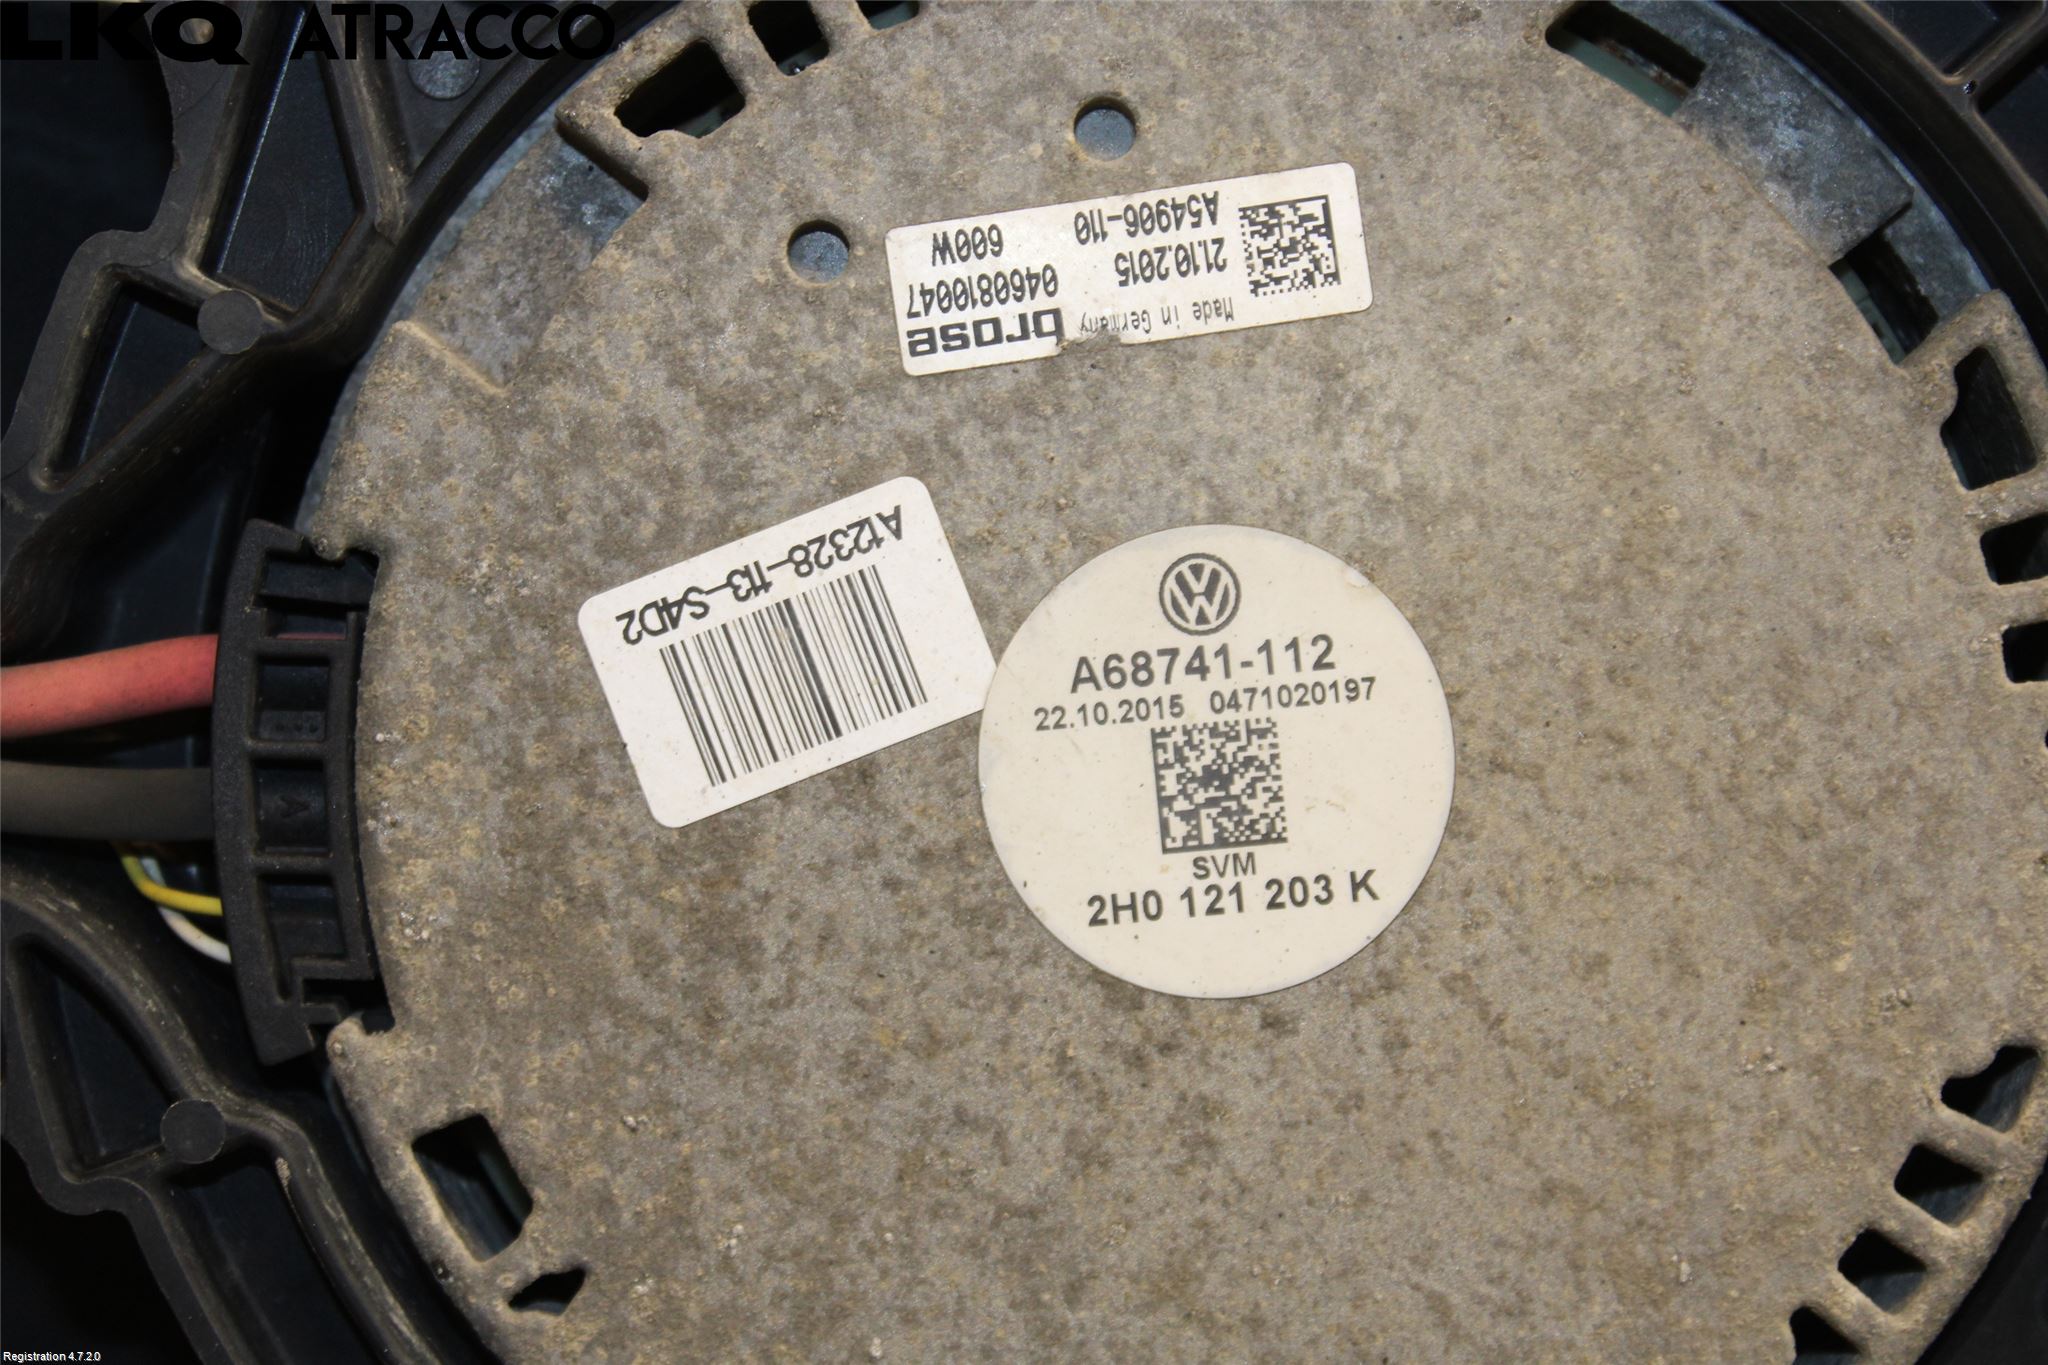 LKQ ATRACCO
brose
Made in Germany
0460810047 21.10.2015
600W A54906-110
A12328-113-S4D2
A68741-112
22.10.2015 0471020197
SVM
2H0 121 203 K
A
Registration 4.7.2.0